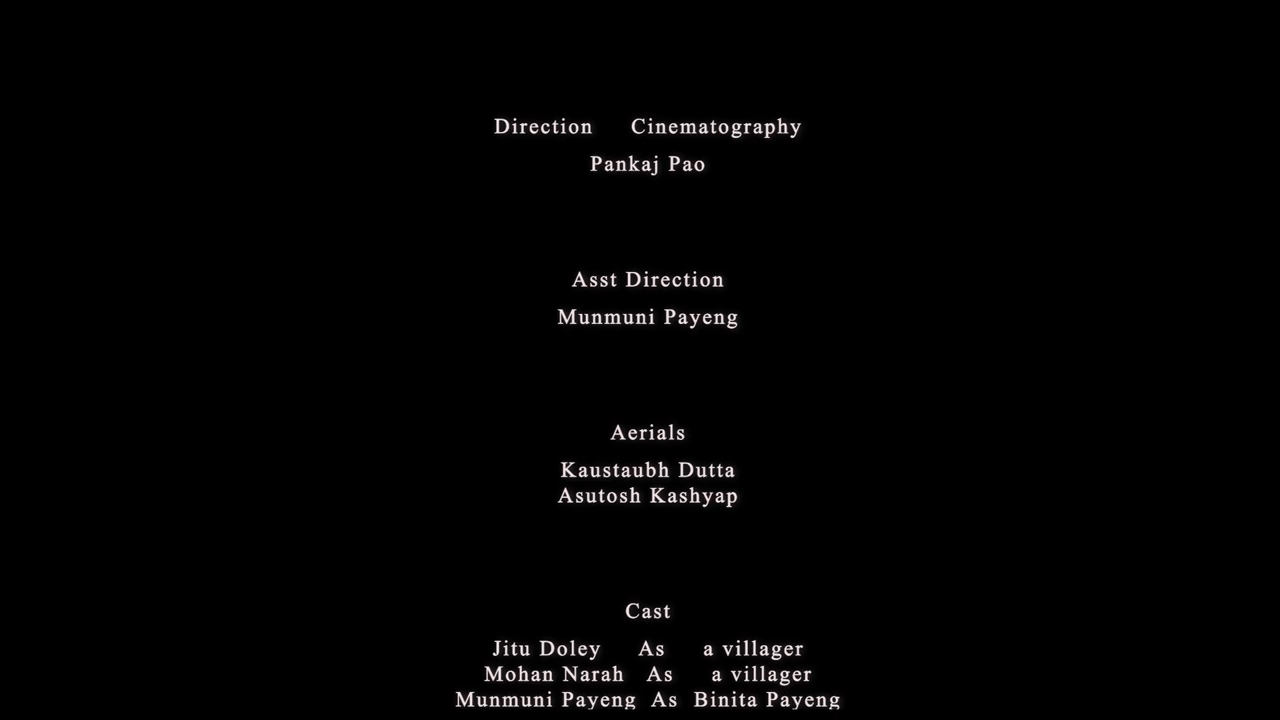 Direction Cinematography
Pankaj Pao
Asst Direction
Munmuni Payeng
Aerials
Kaustaubh Dutta
Asutosh Kashyap
Cast
Jitu Doley As a villager
Mohan Narah As a villager
Munmuni Payeng As Binita Payeng